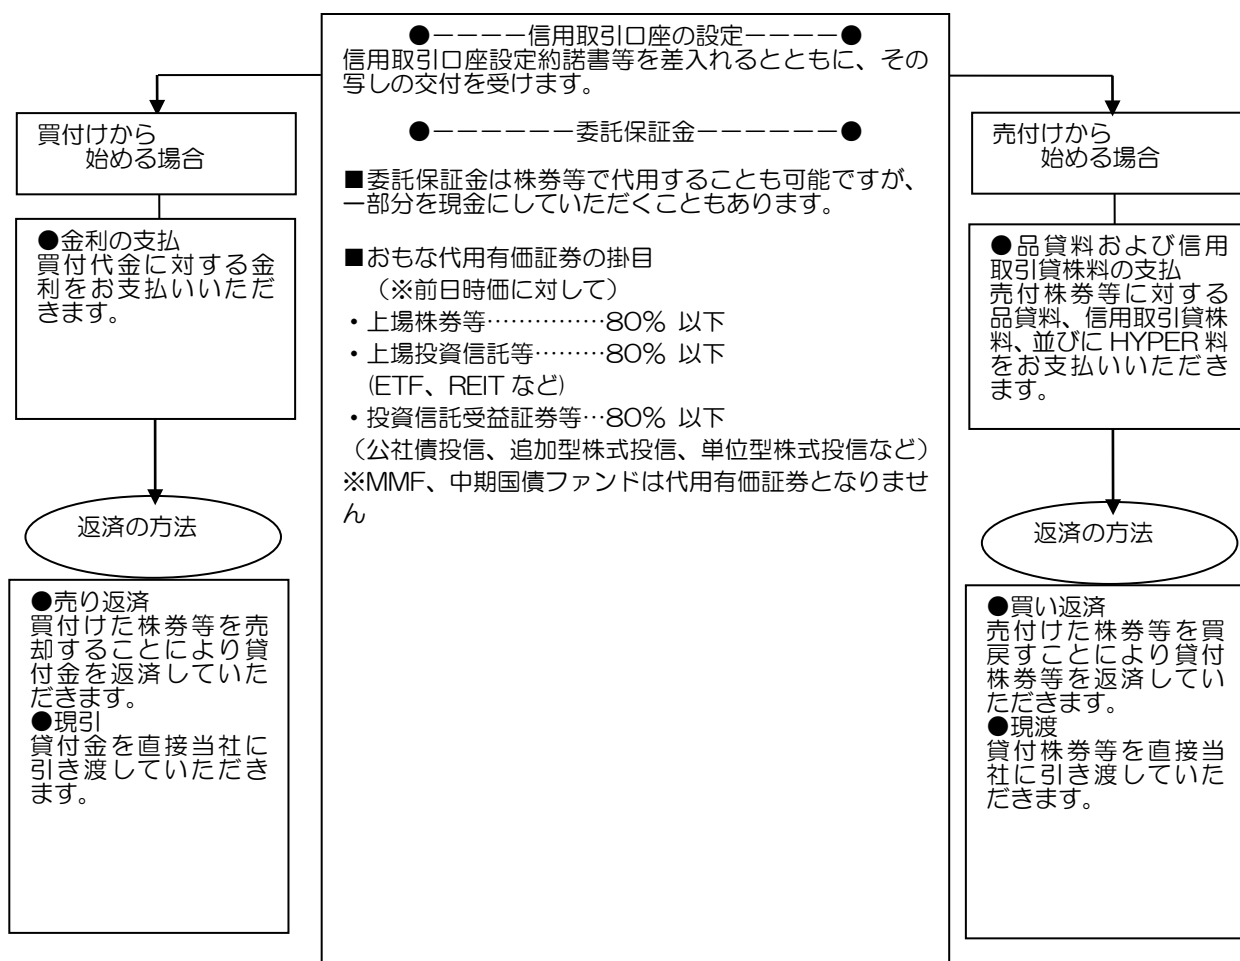 ●ーーーー信用取引口座の設定ーーーー●
信用取引口座設定約諾書等を差入れるとともに、その
写しの交付を受けます。
●ーーーーーー委託保証金ーーーーーー●
■委託保証金は株券等で代用することも可能ですが、
一部分を現金にしていただくこともあります。
■おもな代用有価証券の掛目
（※前日時価に対して）
・上場株券等……………80% 以下
・上場投資信託等………80% 以下
(ETF、REIT など)
・投資信託受益証券等…80% 以下
（公社債投信、追加型株式投信、単位型株式投信など）
※MMF、中期国債ファンドは代用有価証券となりませ
ん
買付けから
始める場合
●金利の支払
買付代金に対する金
利をお支払いいただ
きます。
返済の方法
●売り返済
買付けた株券等を売
却することにより貸
付金を返済していた
だきます。
●現引
貸付金を直接当社に
引き渡していただき
ます。
売付けから
始める場合
●品貸料および信用
取引貸株料の支払
売付株券等に対する
品貸料、信用取引貸株
料、並びに HYPER 料
をお支払いいただき
ます。
返済の方法
●買い返済
売付けた株券等を買
戻すことにより貸付
株券等を返済してい
ただきます。
●現渡
貸付株券等を直接当
社に引き渡していた
だきます。